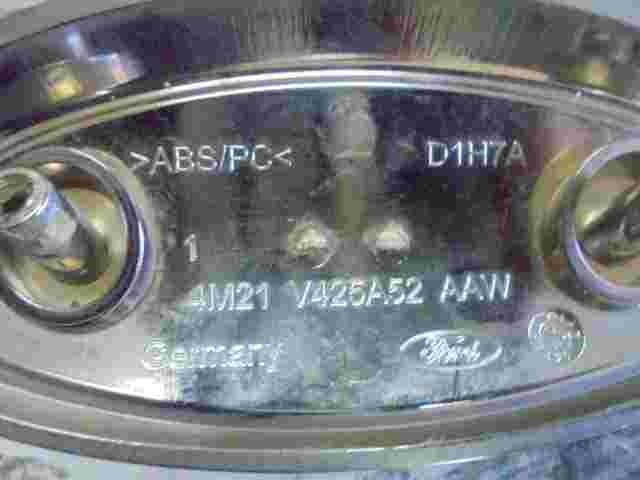 >ABS/PC< D1H7A
1
4M21 V425A52 AAW
Germany Ford